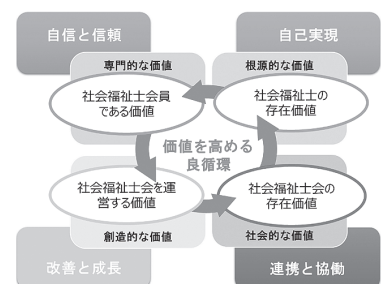 自信と信頼
自己実現
専門的な価値
根源的な価値
社会福祉士会員
である価値
社会福祉士の
存在価値
価値を高める
良循環
社会福祉士会を運
営する価値
社会福祉士会の
存在価値
創造的な価値
社会的な価値
改善と成長
連携と協働